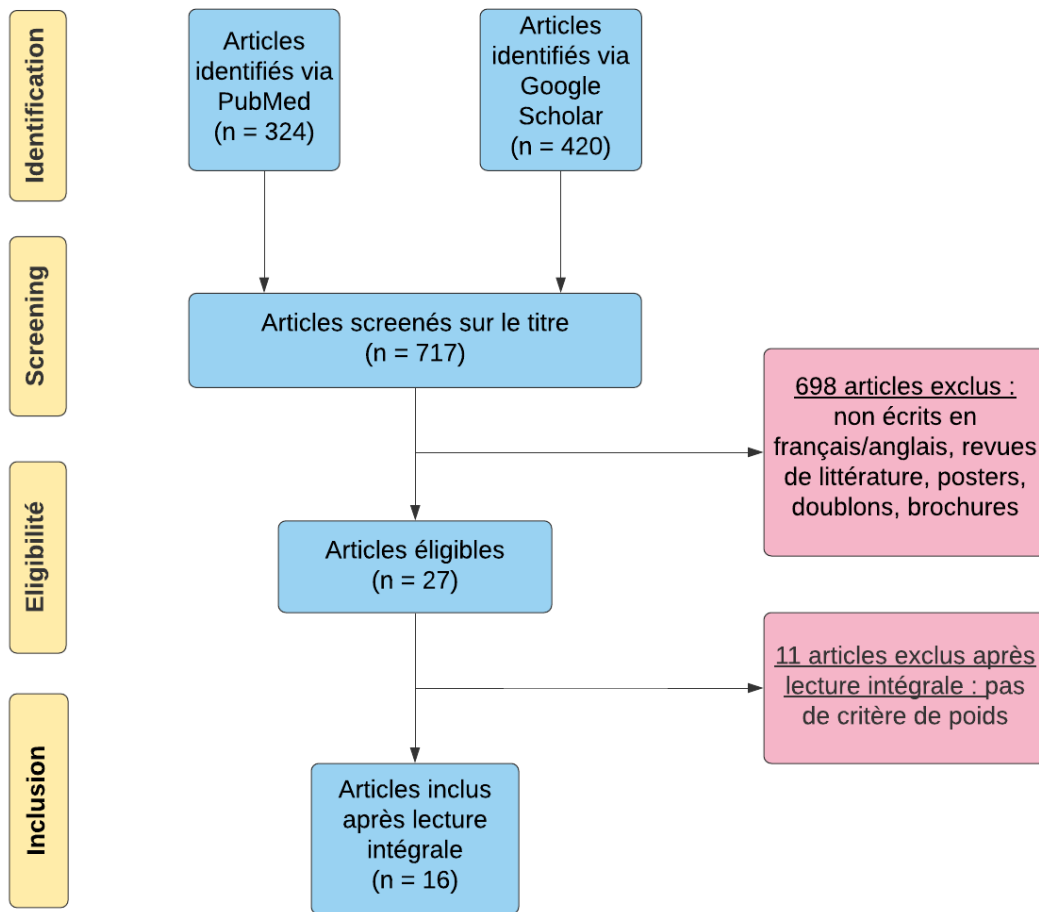 Identification
Articles
identifiés via
PubMed
(n = 324)
Articles
identifiés via
Google
Scholar
(n = 420)
Screening
Articles screenés sur le titre
(n = 717)
698 articles exclus :
non écrits en
français/anglais, revues
de littérature, posters,
doublons, brochures
Eligibilité
Articles éligibles
(n = 27)
11 articles exclus après
lecture intégrale : pas
de critère de poids
Inclusion
Articles inclus
après lecture
intégrale
(n = 16)